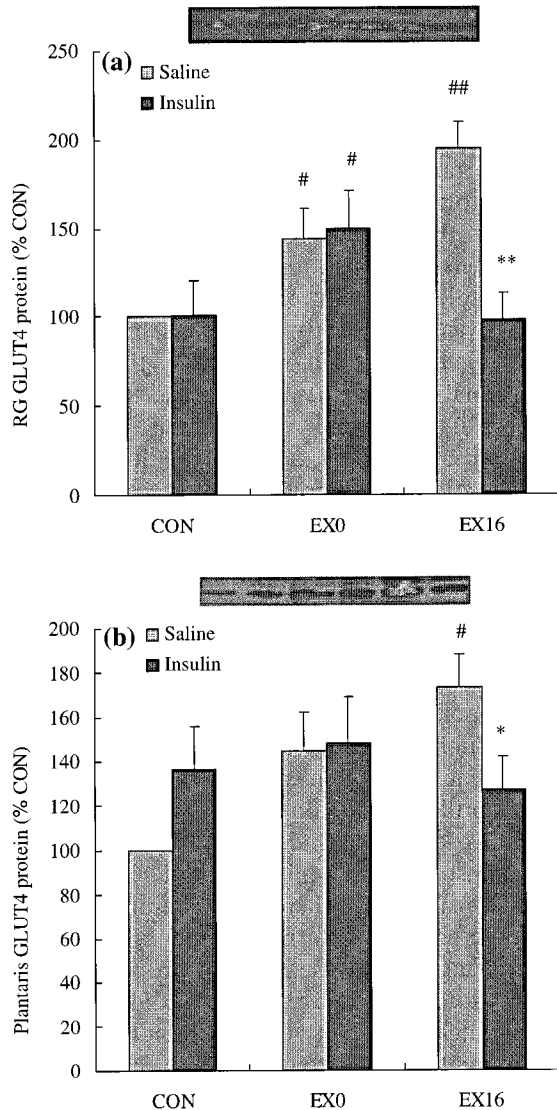 250
(a)
Saline
Insulin
##
200
#
#
150
**
100
50
0
RG GLUT4 protein (% CON)
CON EX0 EX16
200
(b)
Saline
Insulin
#
180
160
*
140
120
100
80
60
40
20
0
Plantaris GLUT4 protein (% CON)
CON EX0 EX16